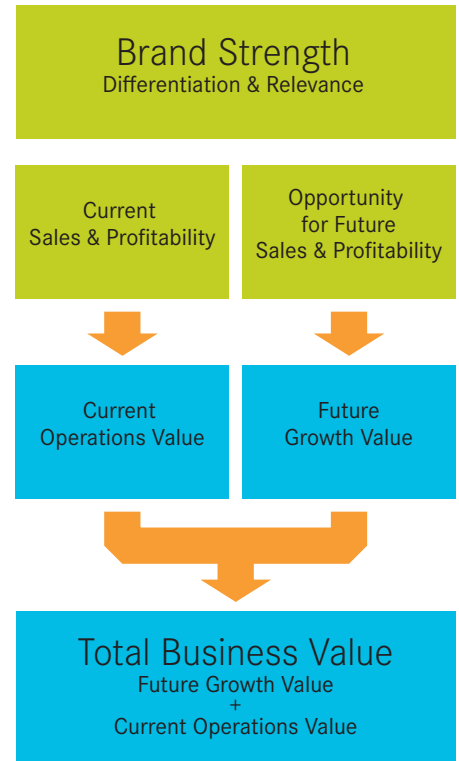 Brand Strength
Differentiation & Relevance
Current
Sales & Profitability
Opportunity
for Future
Sales & Profitability
Current
Operations Value
Future
Growth Value
Total Business Value
Future Growth Value
+
Current Operations Value